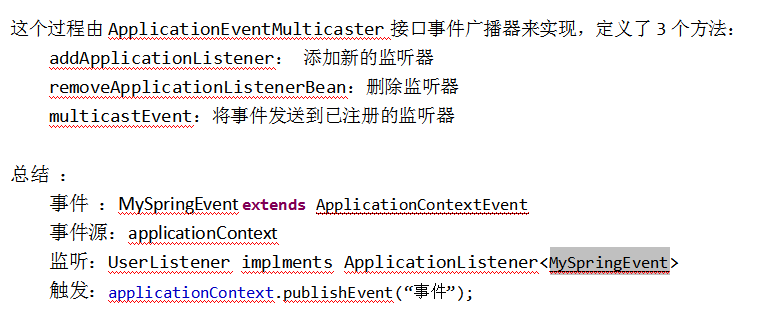 这个过程由 ApplicationEventMulticaster 接口事件广播器来实现，定义了 3 个方法：
addApplicationListener： 添加新的监听器
removeApplicationListenerBean：删除监听器
multicastEvent：将事件发送到已注册的监听器
总结 ：
事件 ：MySpringEvent extends ApplicationContextEvent
事件源：applicationContext
监听：UserListener implments ApplicationListener<MySpringEvent>
触发：applicationContext.publishEvent(“事件”);